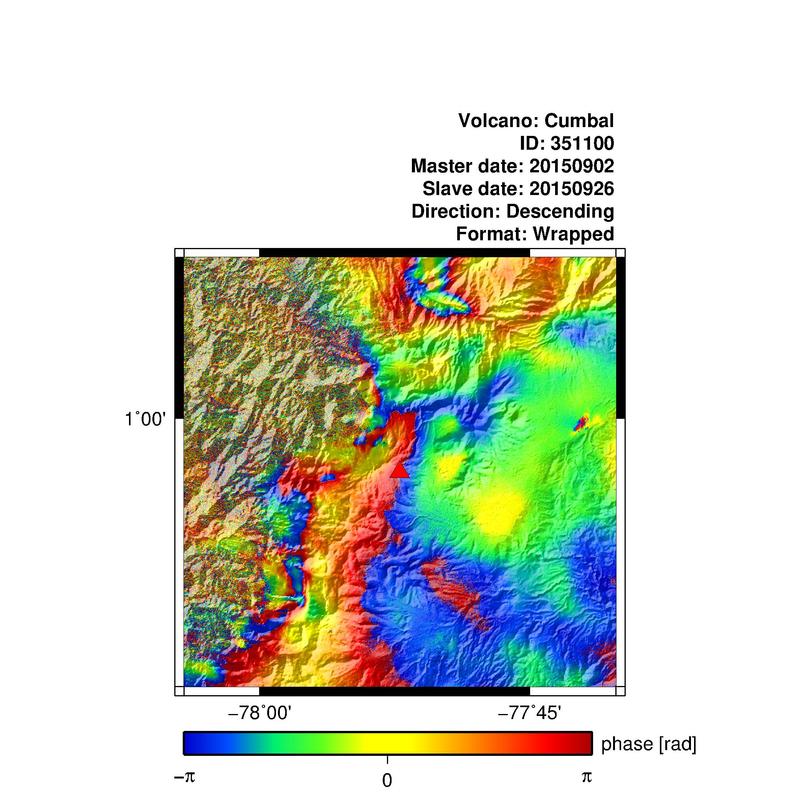 Volcano: Cumbal
ID: 351100
Master date: 20150902
Slave date: 20150926
Direction: Descending
Format: Wrapped
1˚00'
−78˚00'
−77˚45'
phase [rad]
−π
0
π